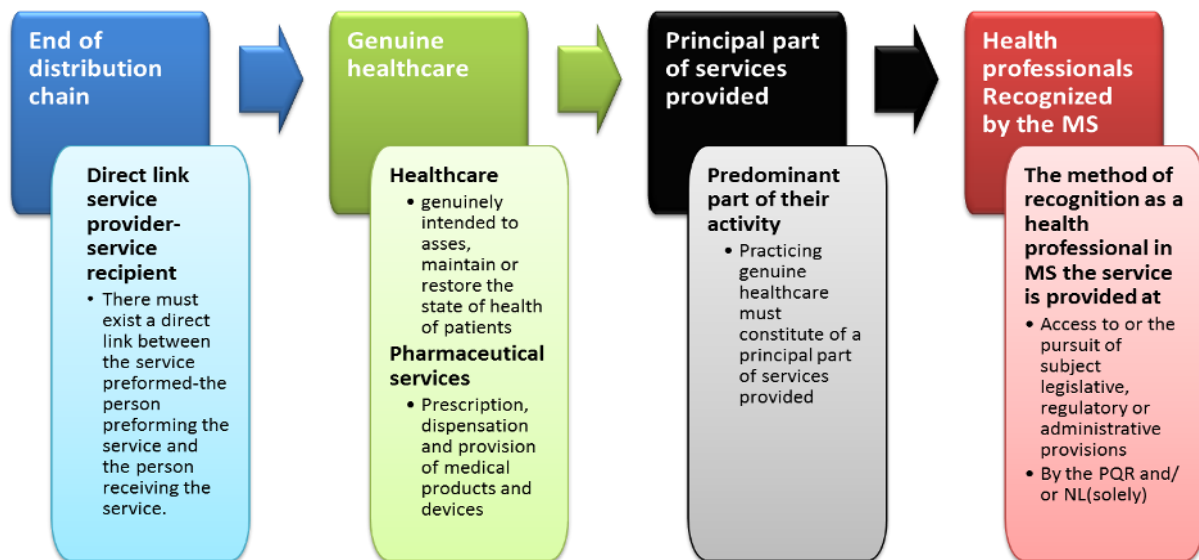 End of
distribution
chain
Direct link
service
provider-
service
recipient
• There must
exist a direct
link between
the service
preformed-the
person
preforming the
service and
the person
receiving the
service.
Genuine
healthcare
Healthcare
• genuinely
intended to
asses,
maintain or
restore the
state of health
of patients
Pharmaceutical
services
• Prescription,
dispensation
and provision
of medical
products and
devices
Principal part
of services
provided
Predominant
part of their
activity
• Practicing
genuine
healthcare
must
constitute of a
principal part
of services
provided
Health
professionals
Recognized
by the MS
The method of
recognition as a
health
professional in
MS the service
is provided at
• Access to or the
pursuit of
subject
legislative,
regulatory or
administrative
provisions
• By the PQR and/
or NL(solely)